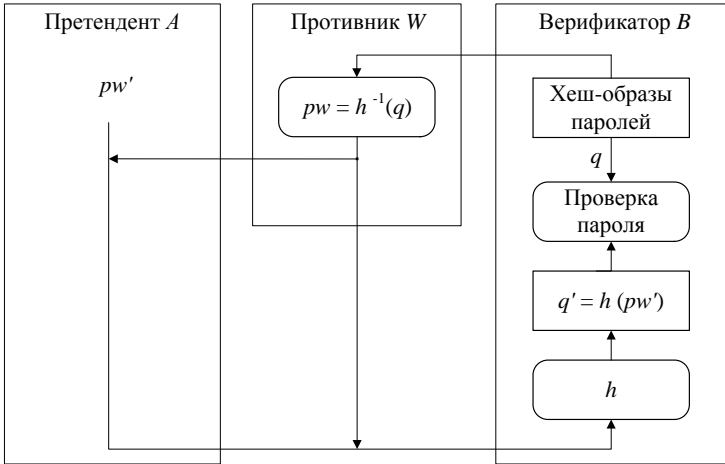 Претендент A
Противник W
Верификатор B
pw'
pw = h⁻¹(q)
Хеш-образы
паролей
q
Проверка
пароля
q' = h (pw')
h